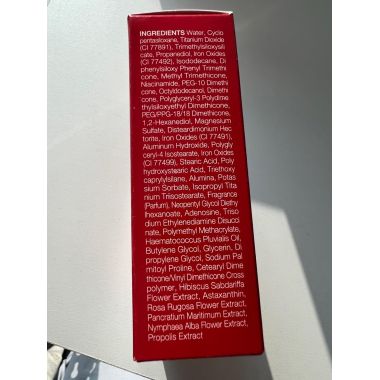 INGREDIENTS Water, Cyclo
pentasiloxane, Titanium Dioxide
(CI 77891), Trimethylsiloxysili
cate, Propanediol, Iron Oxides
(CI 77492), Isododecane, Di
phenylsiloxy Phenyl Trimethi
cone, Methyl Trimethicone,
Niacinamide, PEG-10 Dimethi
cone, Octyldodecanol, Dimethi
cone, Polyglyceryl-3 Polydime
thylsiloxyethyl Dimethicone,
PEG/PPG-18/18 Dimethicone,
1,2-Hexanediol, Magnesium
Sulfate, Disteardimonium Hec
torite, Iron Oxides (CI 77491),
Aluminum Hydroxide, Polygly
ceryl-4 Isostearate, Iron Oxides
(CI 77499), Stearic Acid, Poly
hydroxystearic Acid, Triethoxy
caprylylsilane, Alumina, Potas
sium Sorbate, Isopropyl Tita
nium Triisostearate, Fragrance
(Parfum), Neopentyl Glycol Diethy
lhexanoate, Adenosine, Triso
dium Ethylenediamine Disucci
nate, Polymethyl Methacrylate,
Haematococcus Pluvialis Oil,
Butylene Glycol, Glycerin, Di
propylene Glycol, Sodium Pal
mitoyl Proline, Cetearyl Dime
thicone/Vinyl Dimethicone Cross
polymer, Hibiscus Sabdariffa
Flower Extract, Astaxanthin,
Rosa Rugosa Flower Extract,
Pancratium Maritimum Extract,
Nymphaea Alba Flower Extract,
Propolis Extract